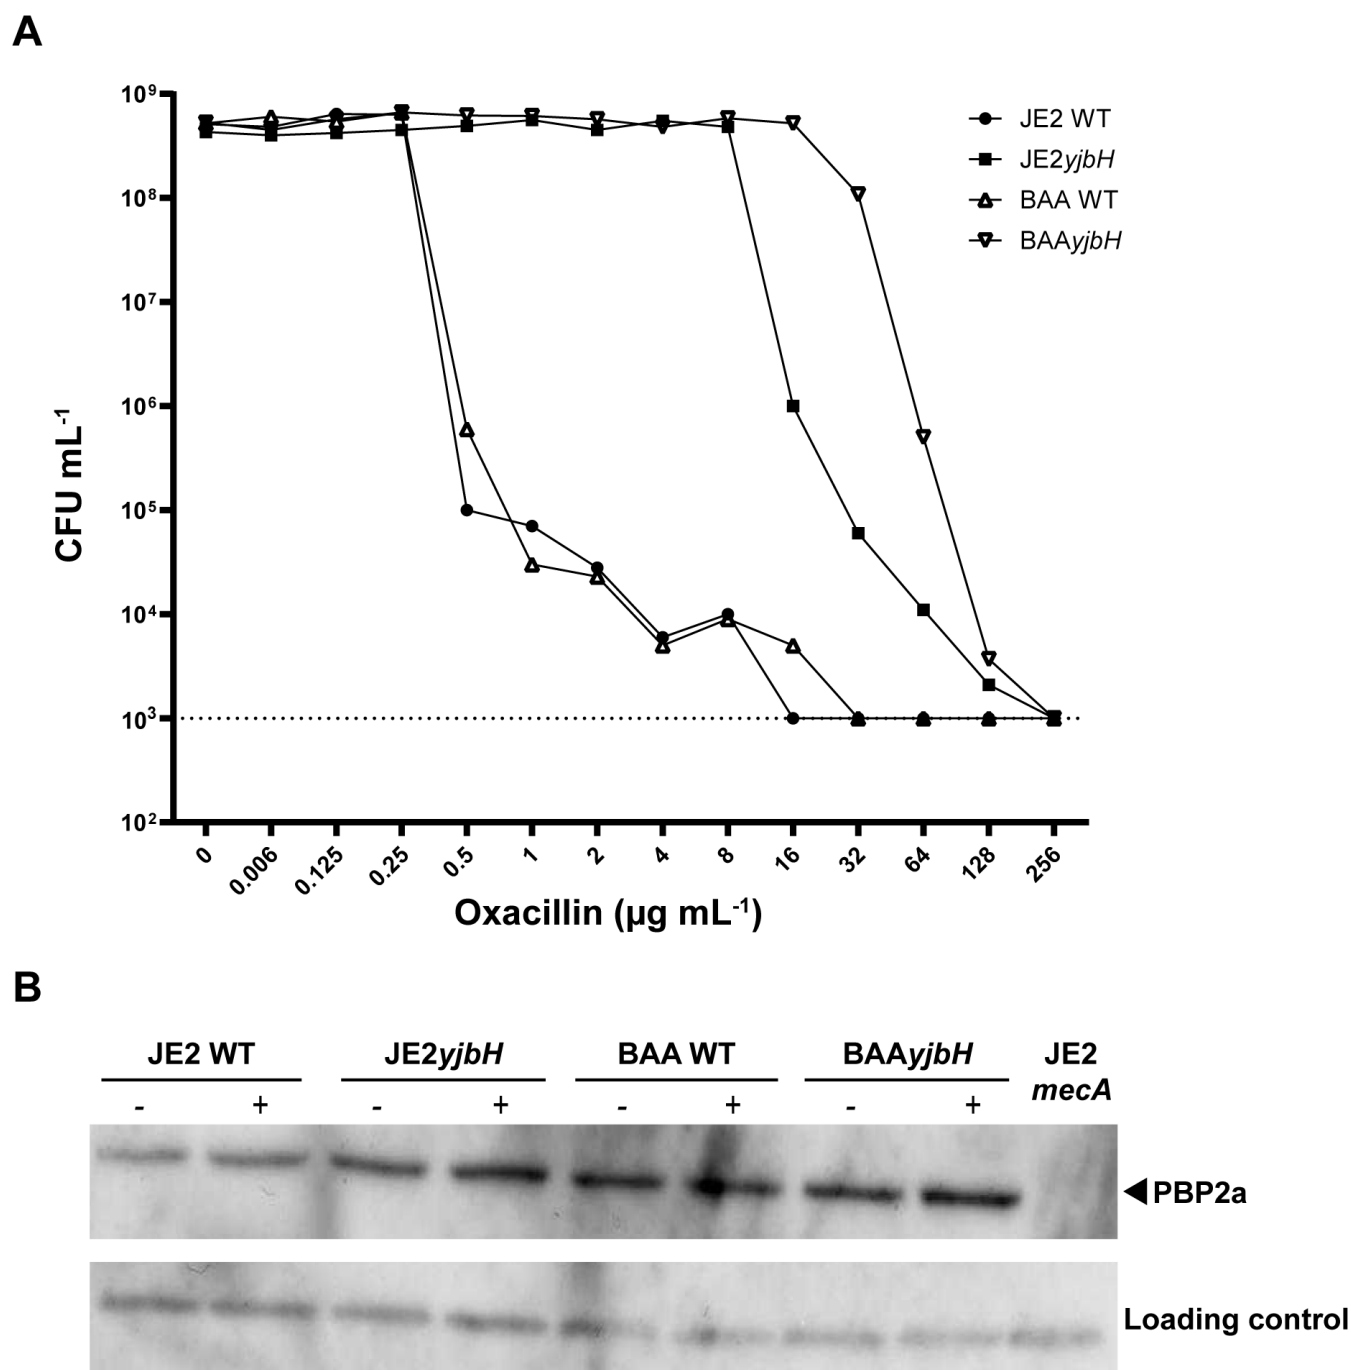 A
10⁹
10⁸
10⁷
10⁶
10⁵
10⁴
10³
10²
CFU mL⁻¹
JE2 WT
JE2yjbH
BAA WT
BAAyjbH
0 0.006 0.125 0.25 0.5 1 2 4 8 16 32 64 128 256
Oxacillin (µg mL⁻¹)
B
JE2 WT JE2yjbH BAA WT BAAyjbH JE2
mecA
- + - + - + - +
PBP2a
Loading control